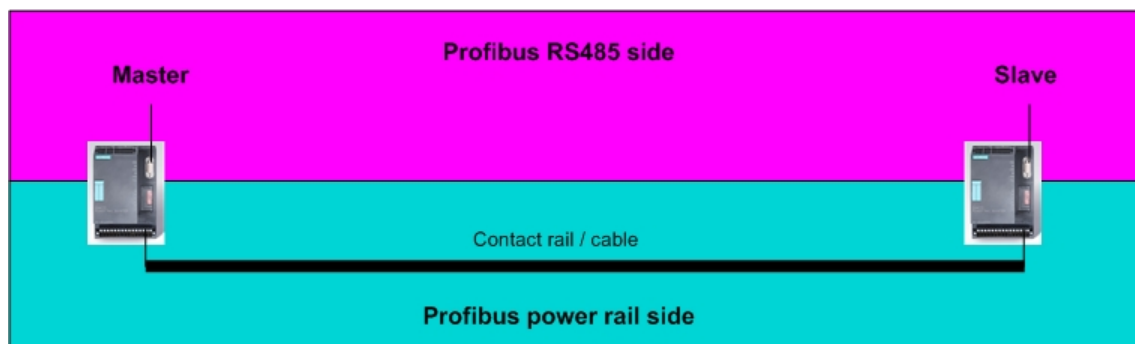 Profibus RS485 side
Master
Slave
Contact rail / cable
Profibus power rail side